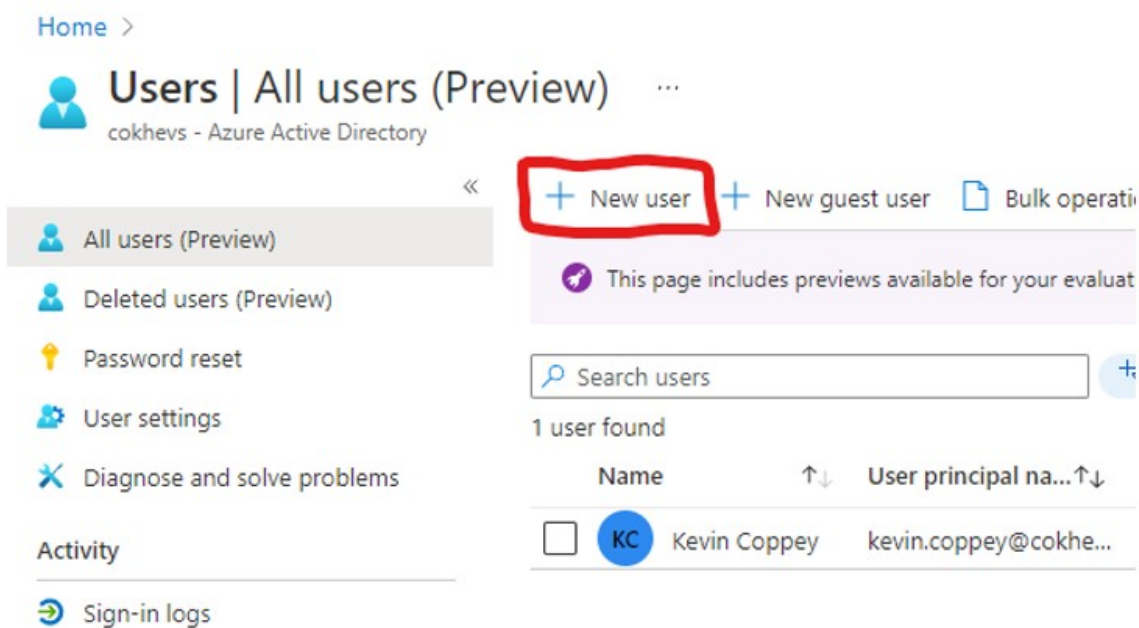 Home >
Users | All users (Preview) ...
cokhevs - Azure Active Directory
«
+ New user + New guest user Bulk operati
All users (Preview)
This page includes previews available for your evaluat
Deleted users (Preview)
Password reset
Search users
User settings
1 user found
Diagnose and solve problems
Name ↑↓ User principal na...↑↓
Activity
KC Kevin Coppey kevin.coppey@cokhe...
Sign-in logs